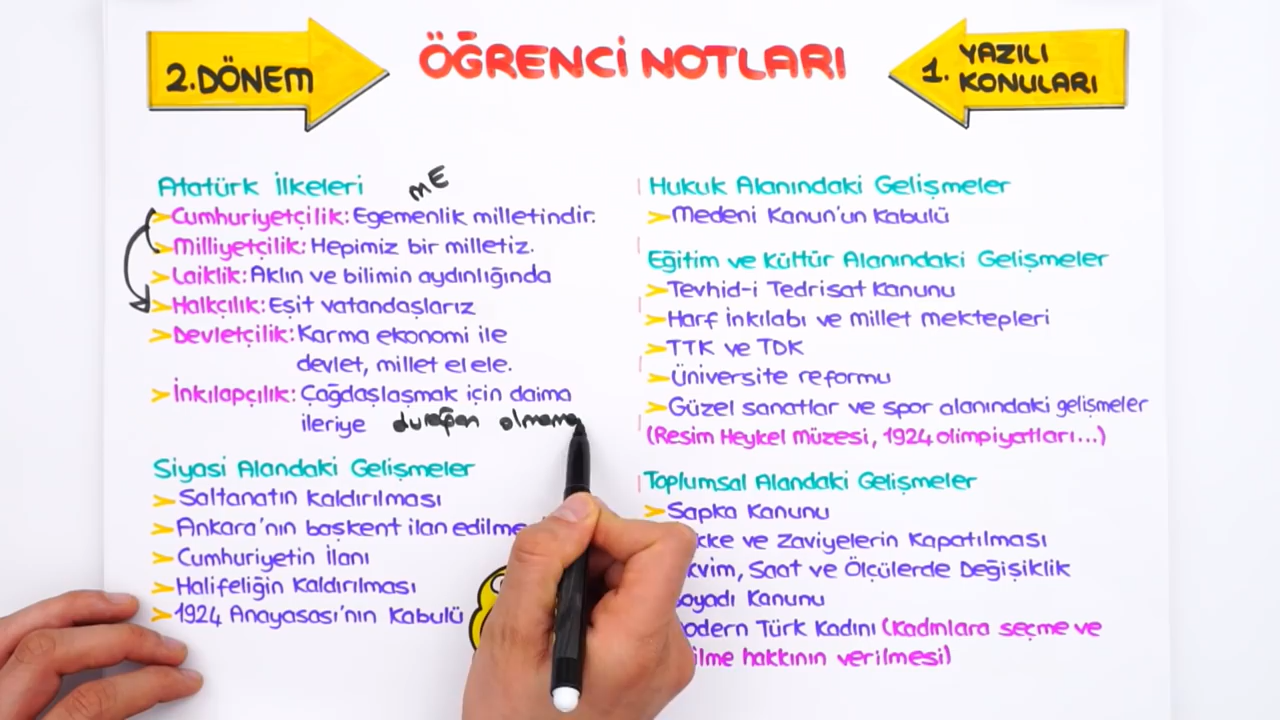 2.DÖNEM
ÖĞRENCİ NOTLARI
1. YAZILI
KONULARI
Atatürk İlkeleri
ME
Cumhuriyetçilik: Egemenlik milletindir.
Milliyetçilik: Hepimiz bir milletiz.
Laiklik: Aklın ve bilimin aydınlığında
Halkçılık: Eşit vatandaşlarız
Devletçilik: Karma ekonomi ile
devlet, millet el ele.
İnkılapçılık: Çağdaşlaşmak için daima
ileriye durağan olmama
Siyasi Alandaki Gelişmeler
Saltanatın Kaldırılması
Ankara'nın başkent ilan edilme
Cumhuriyetin İlanı
Halifeliğin Kaldırılması
1924 Anayasası'nın Kabulü
Hukuk Alanındaki Gelişmeler
Medeni Kanun'un Kabulü
Eğitim ve Kültür Alanındaki Gelişmeler
Tevhid-i Tedrisat Kanunu
Harf İnkılabı ve millet mektepleri
TTK ve TDK
Üniversite reformu
Güzel sanatlar ve spor alanındaki gelişmeler
(Resim Heykel Müzesi, 1924 olimpiyatları...)
Toplumsal Alandaki Gelişmeler
Şapka Kanunu
kke ve Zaviyelerin Kapatılması
kvim, Saat ve Ölçülerde Değişiklik
oyadı Kanunu
odern Türk Kadını (Kadınlara seçme ve
ilme hakkının verilmesi)